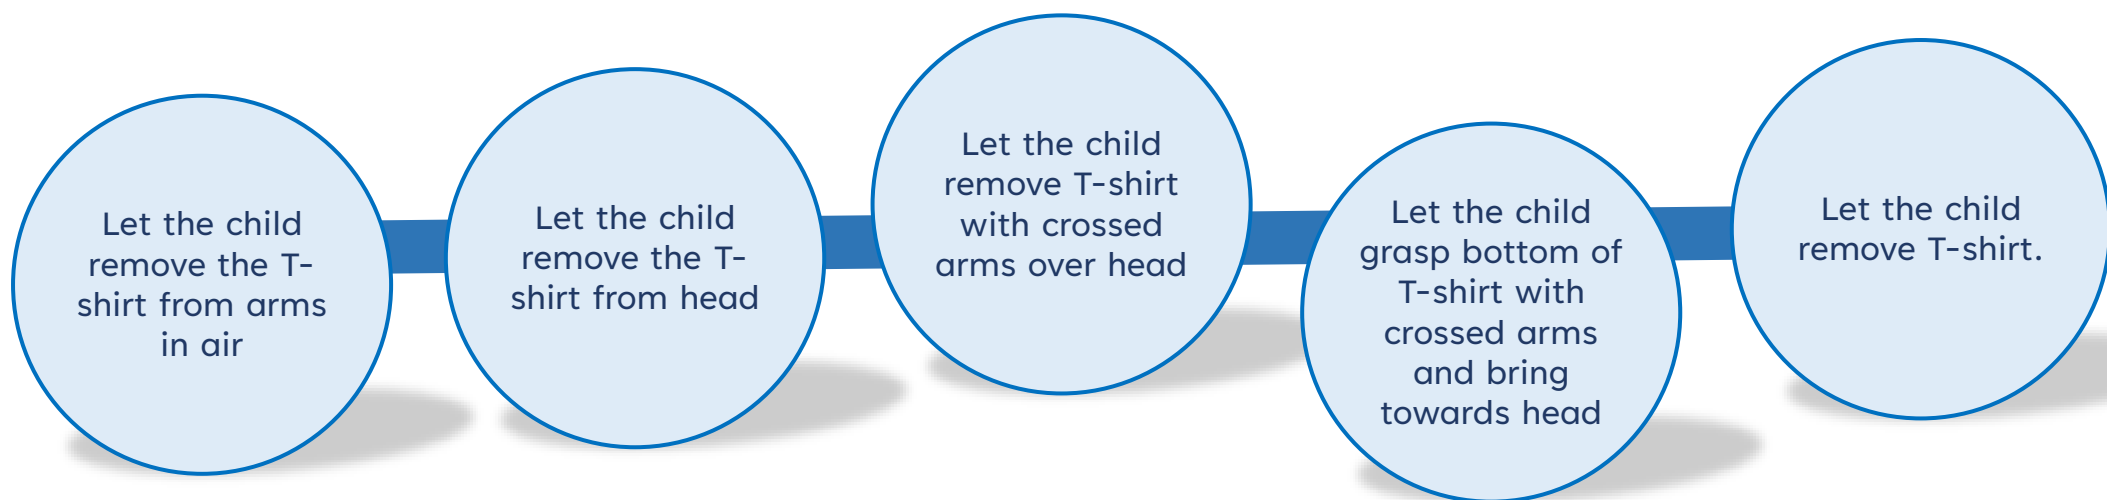 Let the child
remove the T-
shirt from arms
in air
Let the child
remove the T-
shirt from head
Let the child
remove T-shirt
with crossed
arms over head
Let the child
grasp bottom of
T-shirt with
crossed arms
and bring
towards head
Let the child
remove T-shirt.